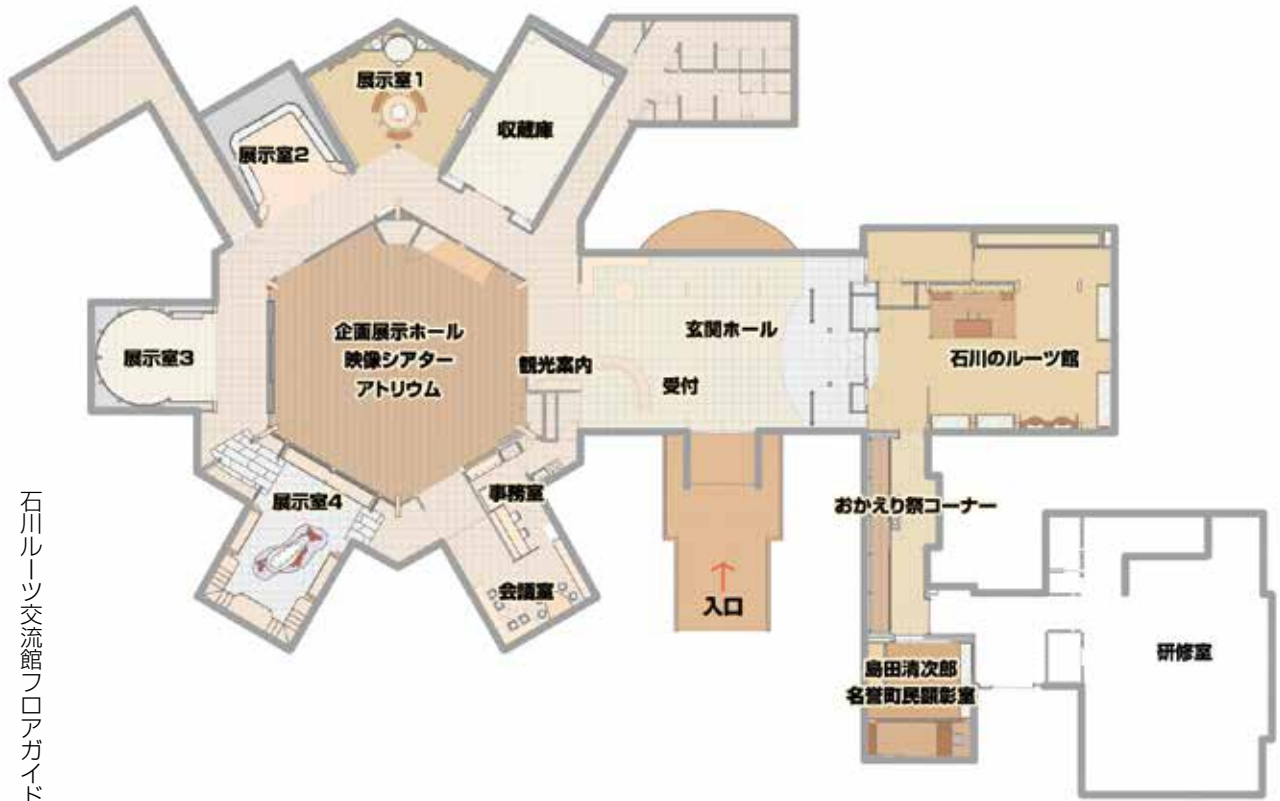 展示室1
収蔵庫
展示室2
企画展示ホール
映像シアター
アトリウム
展示室3
観光案内
玄関ホール
受付
石川のルーツ館
展示室4
事務室
会議室
おかえり祭コーナー
入口
島田清次郎
名誉町民顕彰室
研修室
石川ルーツ交流館フロアガイド